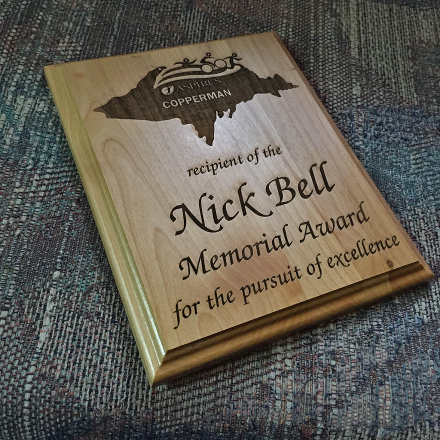 ASPIRUS
COPPERMAN
recipient of the
Nick Bell
Memorial Award
for the pursuit of excellence